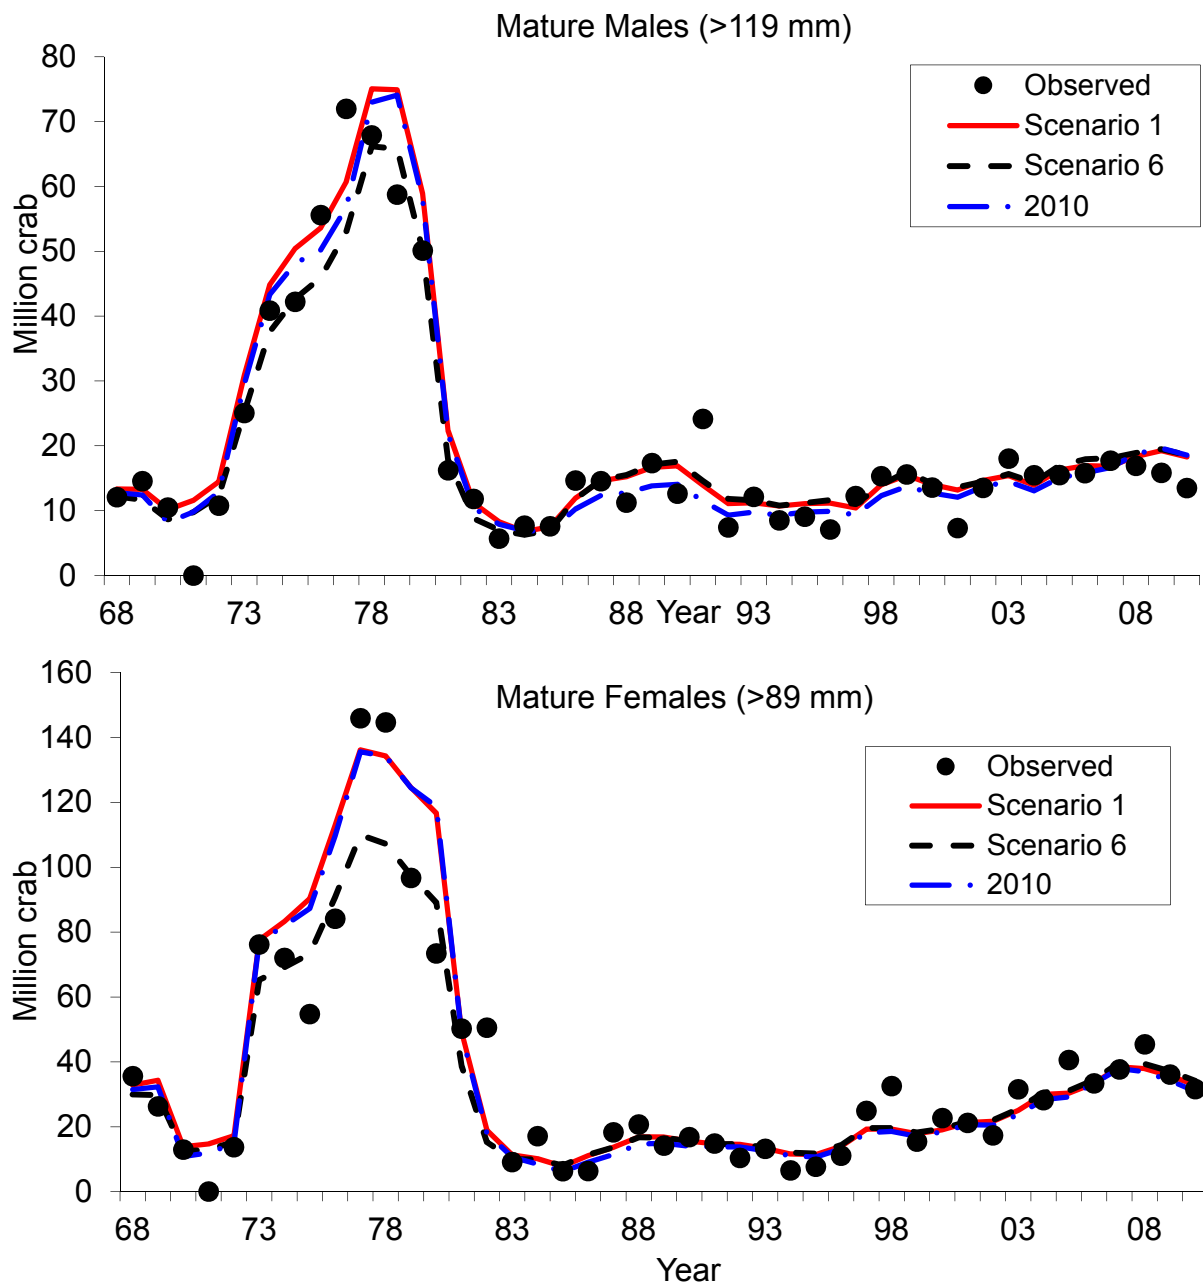 Mature Males (>119 mm)
80
70
60
50
40
30
20
10
0
Million crab
Observed
Scenario 1
Scenario 6
2010
68 73 78 83 88 93 98 03 08
Year
Mature Females (>89 mm)
160
140
120
100
80
60
40
20
0
Million crab
Observed
Scenario 1
Scenario 6
2010
68 73 78 83 88 93 98 03 08
Year